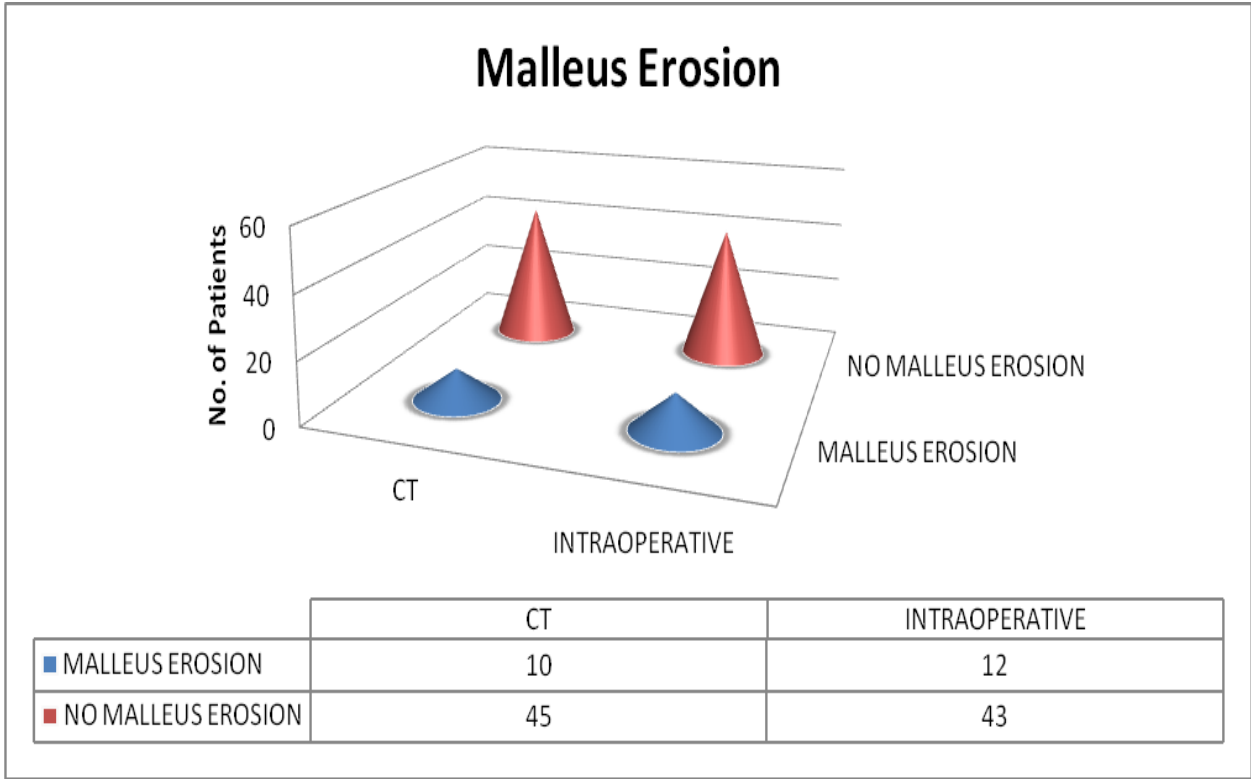 Malleus Erosion
No. of Patients
60
40
20
0
NO MALLEUS EROSION
MALLEUS EROSION
CT
INTRAOPERATIVE
CT INTRAOPERATIVE
MALLEUS EROSION 10 12
NO MALLEUS EROSION 45 43